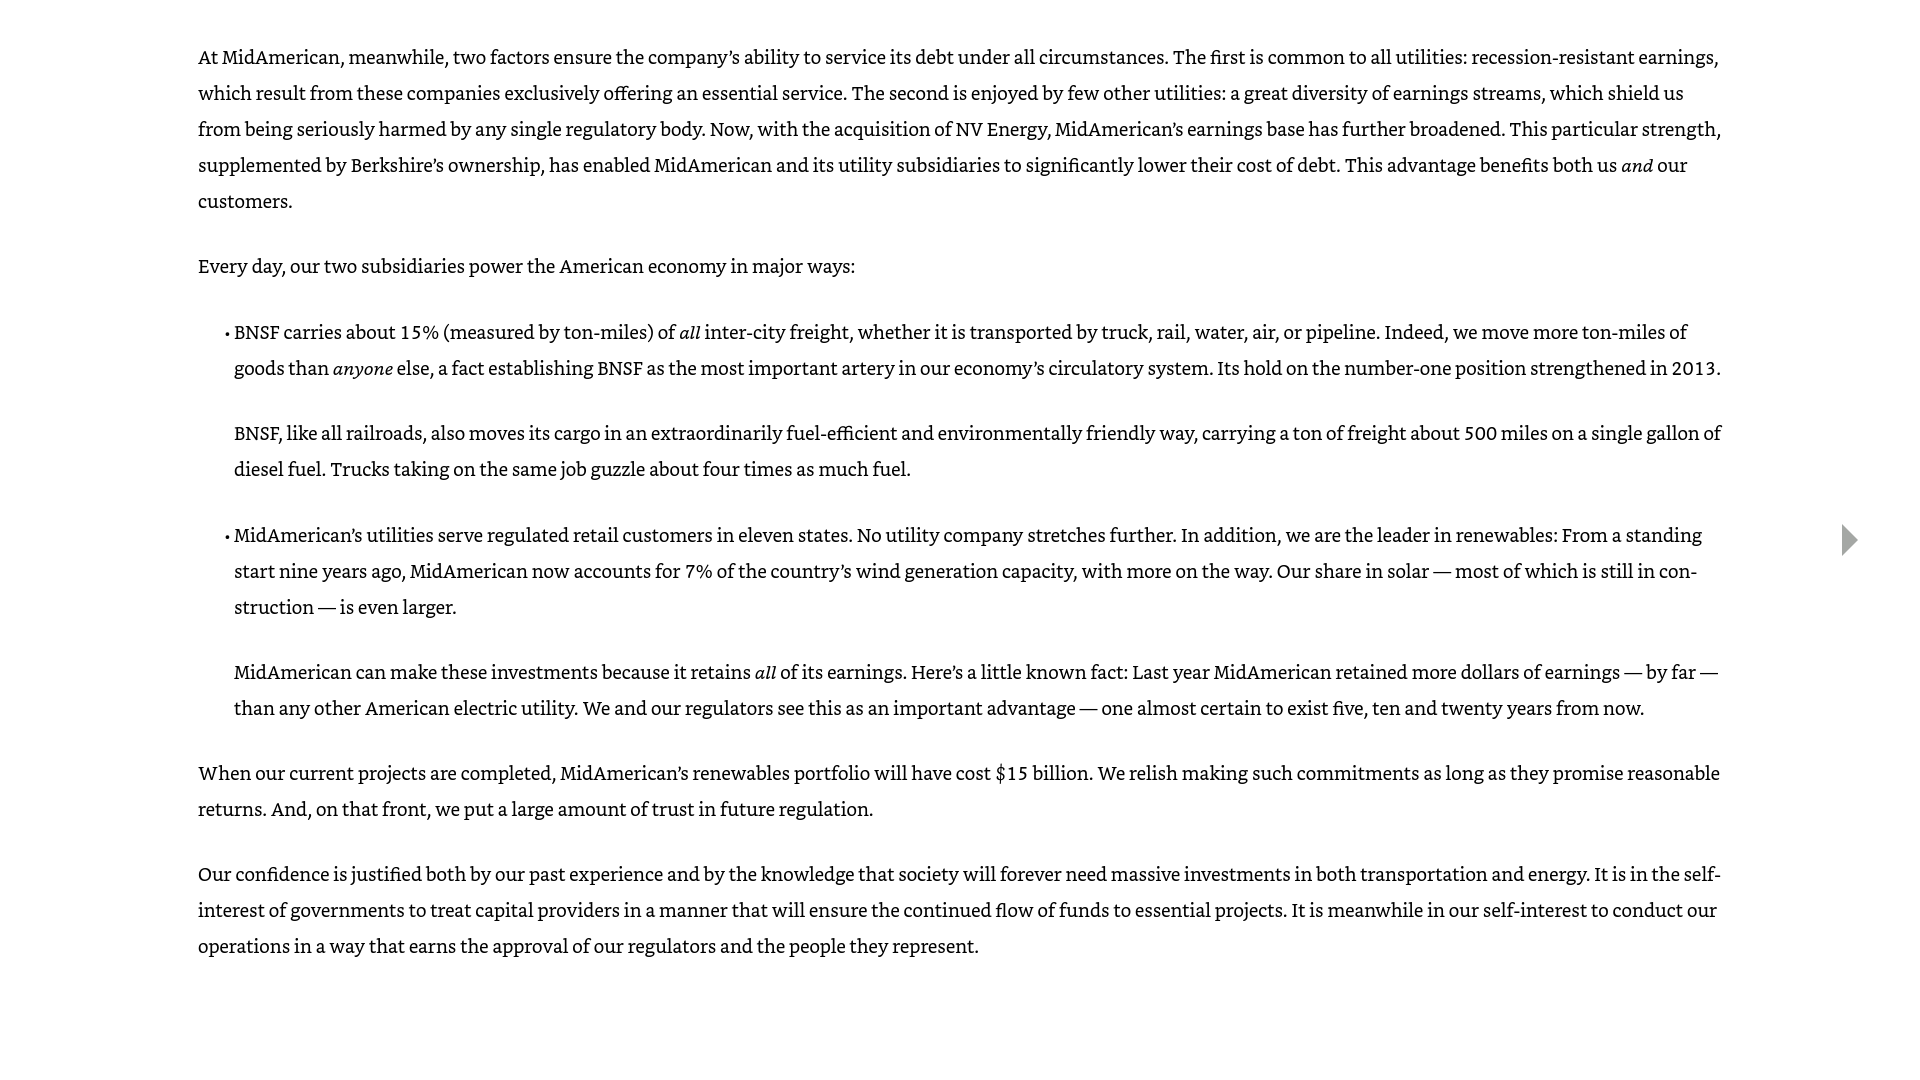 At MidAmerican, meanwhile, two factors ensure the company’s ability to service its debt under all circumstances. The first is common to all utilities: recession-resistant earnings,
which result from these companies exclusively offering an essential service. The second is enjoyed by few other utilities: a great diversity of earnings streams, which shield us
from being seriously harmed by any single regulatory body. Now, with the acquisition of NV Energy, MidAmerican’s earnings base has further broadened. This particular strength,
supplemented by Berkshire’s ownership, has enabled MidAmerican and its utility subsidiaries to significantly lower their cost of debt. This advantage benefits both us and our
customers.
Every day, our two subsidiaries power the American economy in major ways:
• BNSF carries about 15% (measured by ton-miles) of all inter-city freight, whether it is transported by truck, rail, water, air, or pipeline. Indeed, we move more ton-miles of
goods than anyone else, a fact establishing BNSF as the most important artery in our economy’s circulatory system. Its hold on the number-one position strengthened in 2013.
BNSF, like all railroads, also moves its cargo in an extraordinarily fuel-efficient and environmentally friendly way, carrying a ton of freight about 500 miles on a single gallon of
diesel fuel. Trucks taking on the same job guzzle about four times as much fuel.
• MidAmerican’s utilities serve regulated retail customers in eleven states. No utility company stretches further. In addition, we are the leader in renewables: From a standing
start nine years ago, MidAmerican now accounts for 7% of the country’s wind generation capacity, with more on the way. Our share in solar — most of which is still in con-
struction — is even larger.
MidAmerican can make these investments because it retains all of its earnings. Here’s a little known fact: Last year MidAmerican retained more dollars of earnings — by far —
than any other American electric utility. We and our regulators see this as an important advantage — one almost certain to exist five, ten and twenty years from now.
When our current projects are completed, MidAmerican’s renewables portfolio will have cost $15 billion. We relish making such commitments as long as they promise reasonable
returns. And, on that front, we put a large amount of trust in future regulation.
Our confidence is justified both by our past experience and by the knowledge that society will forever need massive investments in both transportation and energy. It is in the self-
interest of governments to treat capital providers in a manner that will ensure the continued flow of funds to essential projects. It is meanwhile in our self-interest to conduct our
operations in a way that earns the approval of our regulators and the people they represent.